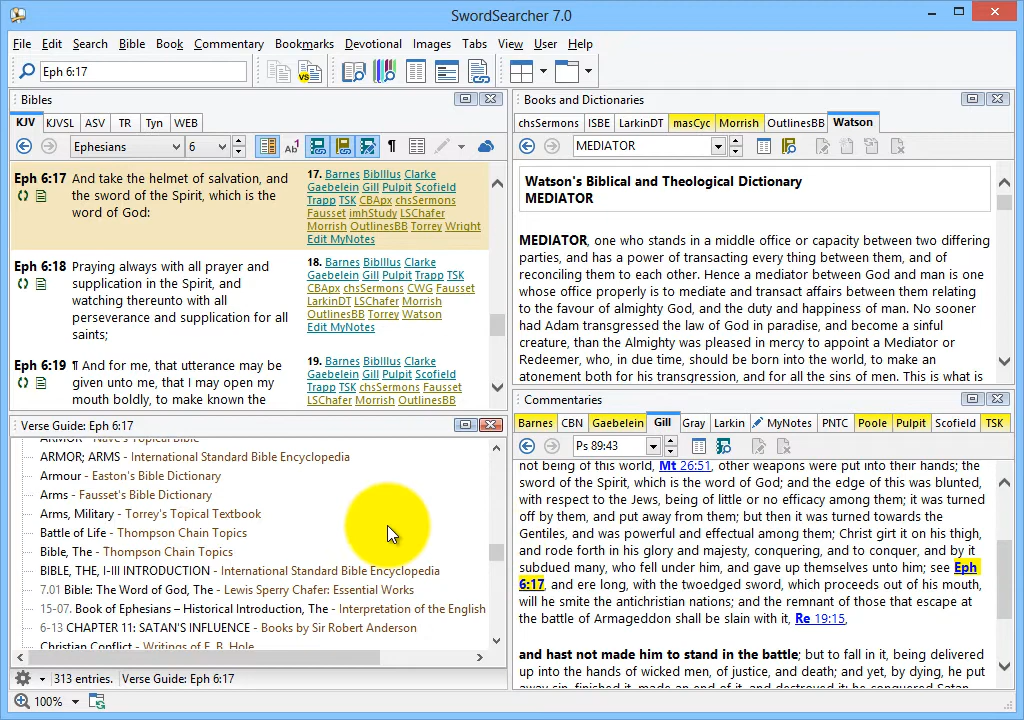 SwordSearcher 7.0
File Edit Search Bible Book Commentary Bookmarks Devotional Images Tabs View User Help
Eph 6:17
VS
Bibles
KJV KJVSL ASV TR Tyn WEB
Ephesians 6
Eph 6:17 And take the helmet of salvation, and
the sword of the Spirit, which is the
word of God:
17. Barnes BibIllus Clarke
Gaebelein Gill Pulpit Scofield
Trapp TSK CBApx chsSermons
Fausset imhStudy LSChafer
Morrish OutlinesBB Torrey Wright
Edit MyNotes
Eph 6:18 Praying always with all prayer and
supplication in the Spirit, and
watching thereunto with all
perseverance and supplication for all
saints;
18. Barnes BibIllus Clarke
Gaebelein Gill Pulpit Trapp TSK
CBApx chsSermons CWG Fausset
LarkinDT LSChafer Morrish
OutlinesBB Torrey Watson
Edit MyNotes
Eph 6:19 ¶ And for me, that utterance may be
given unto me, that I may open my
mouth boldly, to make known the
19. Barnes BibIllus Clarke
Gaebelein Gill Pulpit Scofield
Trapp TSK chsSermons Fausset
LSChafer Morrish OutlinesBB
Verse Guide: Eph 6:17
ARMOR - Nave's Topical Bible
ARMOR; ARMS - International Standard Bible Encyclopedia
Armour - Easton's Bible Dictionary
Arms - Fausset's Bible Dictionary
Arms, Military - Torrey's Topical Textbook
Battle of Life - Thompson Chain Topics
Bible, The - Thompson Chain Topics
BIBLE, THE, I-III INTRODUCTION - International Standard Bible Encyclopedia
7.01 Bible: The Word of God, The - Lewis Sperry Chafer: Essential Works
15-07. Book of Ephesians – Historical Introduction, The - Interpretation of the English
6-13 CHAPTER 11: SATAN'S INFLUENCE - Books by Sir Robert Anderson
Christian Conflict - Writings of F. B. Hole
313 entries. Verse Guide: Eph 6:17
100%
Books and Dictionaries
chsSermons ISBE LarkinDT masCyc Morrish OutlinesBB Watson
MEDIATOR
Watson's Biblical and Theological Dictionary
MEDIATOR
MEDIATOR, one who stands in a middle office or capacity between two differing
parties, and has a power of transacting every thing between them, and of
reconciling them to each other. Hence a mediator between God and man is one
whose office properly is to mediate and transact affairs between them relating
to the favour of almighty God, and the duty and happiness of man. No sooner
had Adam transgressed the law of God in paradise, and become a sinful
creature, than the Almighty was pleased in mercy to appoint a Mediator or
Redeemer, who, in due time, should be born into the world, to make an
atonement both for his transgression, and for all the sins of men. This is what is
Commentaries
Barnes CBN Gaebelein Gill Gray Larkin MyNotes PNTC Poole Pulpit Scofield TSK
Ps 89:43
not being of this world, Mt 26:51, other weapons were put into their hands; the
sword of the Spirit, which is the word of God; and the edge of this was blunted,
with respect to the Jews, being of little or no efficacy among them; it was turned
off by them, and put away from them; but then it was turned towards the
Gentiles, and was powerful and effectual among them; Christ girt it on his thigh,
and rode forth in his glory and majesty, conquering, and to conquer, and by it
subdued many, who fell under him, and gave up themselves unto him; see Eph
6:17, and ere long, with the twoedged sword, which proceeds out of his mouth,
will he smite the antichristian nations; and the remnant of those that escape at
the battle of Armageddon shall be slain with it, Re 19:15,
and hast not made him to stand in the battle; but to fall in it, being delivered
up into the hands of wicked men, of justice, and death; and yet, by dying, he put
away sin, finished it, made an end of it, and destroyed it; he conquered Satan